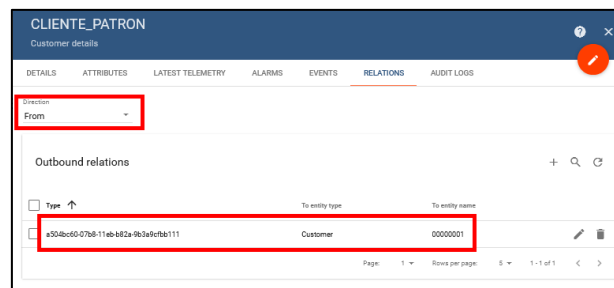 CLIENTE_PATRON
Customer details
DETAILS ATTRIBUTES LATEST TELEMETRY ALARMS EVENTS RELATIONS AUDIT LOGS
Direction
From
Outbound relations
Type To entity type To entity name
a504bc60-07b8-11eb-b82a-9b3a9cfbb111 Customer 00000001
Page: 1 Rows per page: 5 1 - 1 of 1